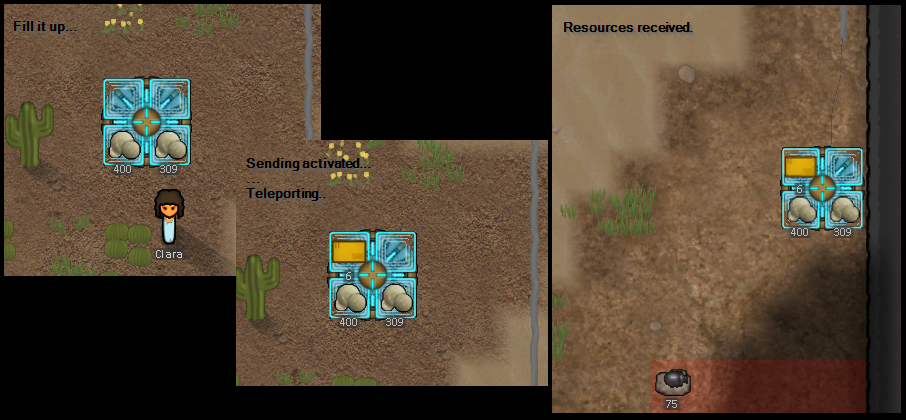 Fill it up...
400
309
Clara
Sending activated...
Teleporting..
6
400
309
Resources received.
6
400
309
75